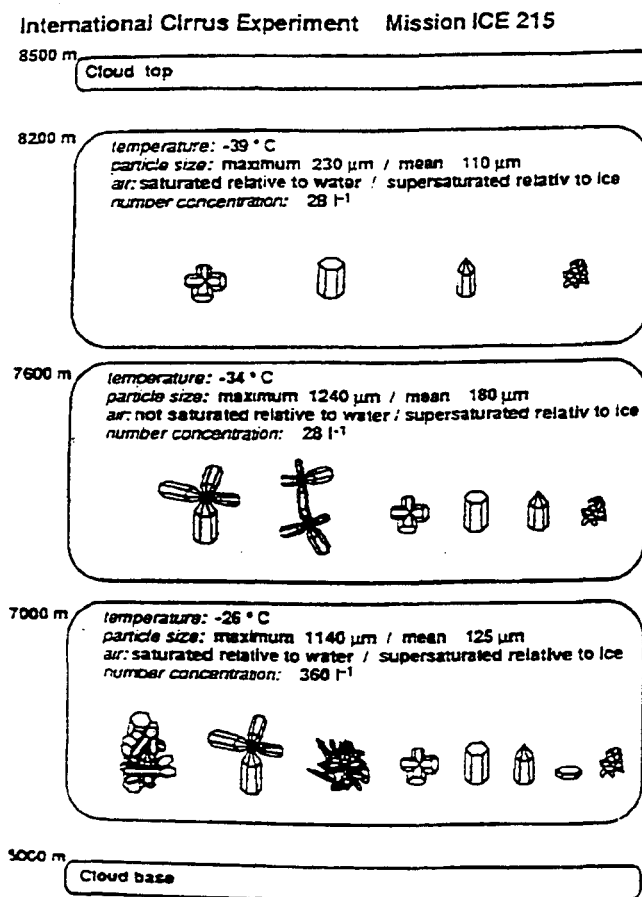 International Cirrus Experiment Mission ICE 215
8500 m
Cloud top
8200 m
temperature: -39 ° C
particle size: maximum 230 µm / mean 110 µm
air: saturated relative to water / supersaturated relativ to ice
number concentration: 28 l-1
7600 m
temperature: -34 ° C
particle size: maximum 1240 µm / mean 180 µm
air: not saturated relative to water / supersaturated relativ to ice
number concentration: 28 l-1
7000 m
temperature: -26 ° C
particle size: maximum 1140 µm / mean 125 µm
air: saturated relative to water / supersaturated relative to ice
number concentration: 360 l-1
5000 m
Cloud base